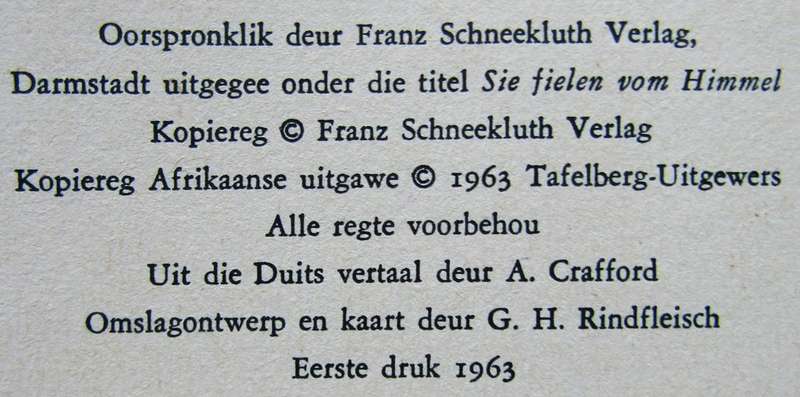 Oorspronklik deur Franz Schneekluth Verlag,
Darmstadt uitgegee onder die titel Sie fielen vom Himmel
Kopiereg © Franz Schneekluth Verlag
Kopiereg Afrikaanse uitgawe © 1963 Tafelberg-Uitgewers
Alle regte voorbehou
Uit die Duits vertaal deur A. Crafford
Omslagontwerp en kaart deur G. H. Rindfleisch
Eerste druk 1963